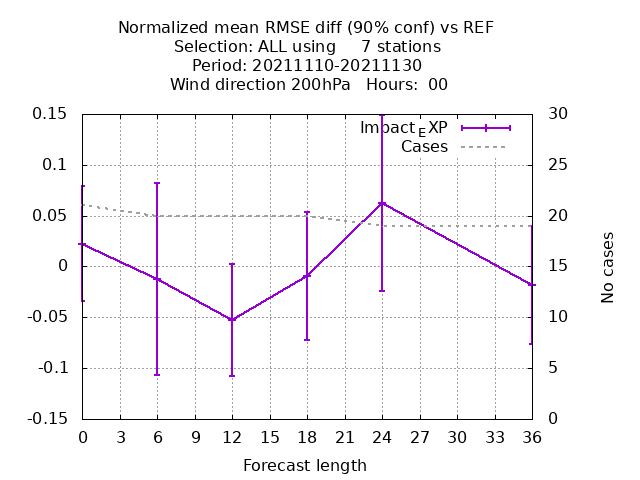 Normalized mean RMSE diff (90% conf) vs REF
Selection: ALL using     7 stations
Period: 20211110-20211130
Wind direction 200hPa   Hours:  00
0.15
0.1
0.05
0
-0.05
-0.1
-0.15
30
25
20
15
10
5
0
Impact_EXP
Cases
No cases
0 3 6 9 12 15 18 21 24 27 30 33 36
Forecast length